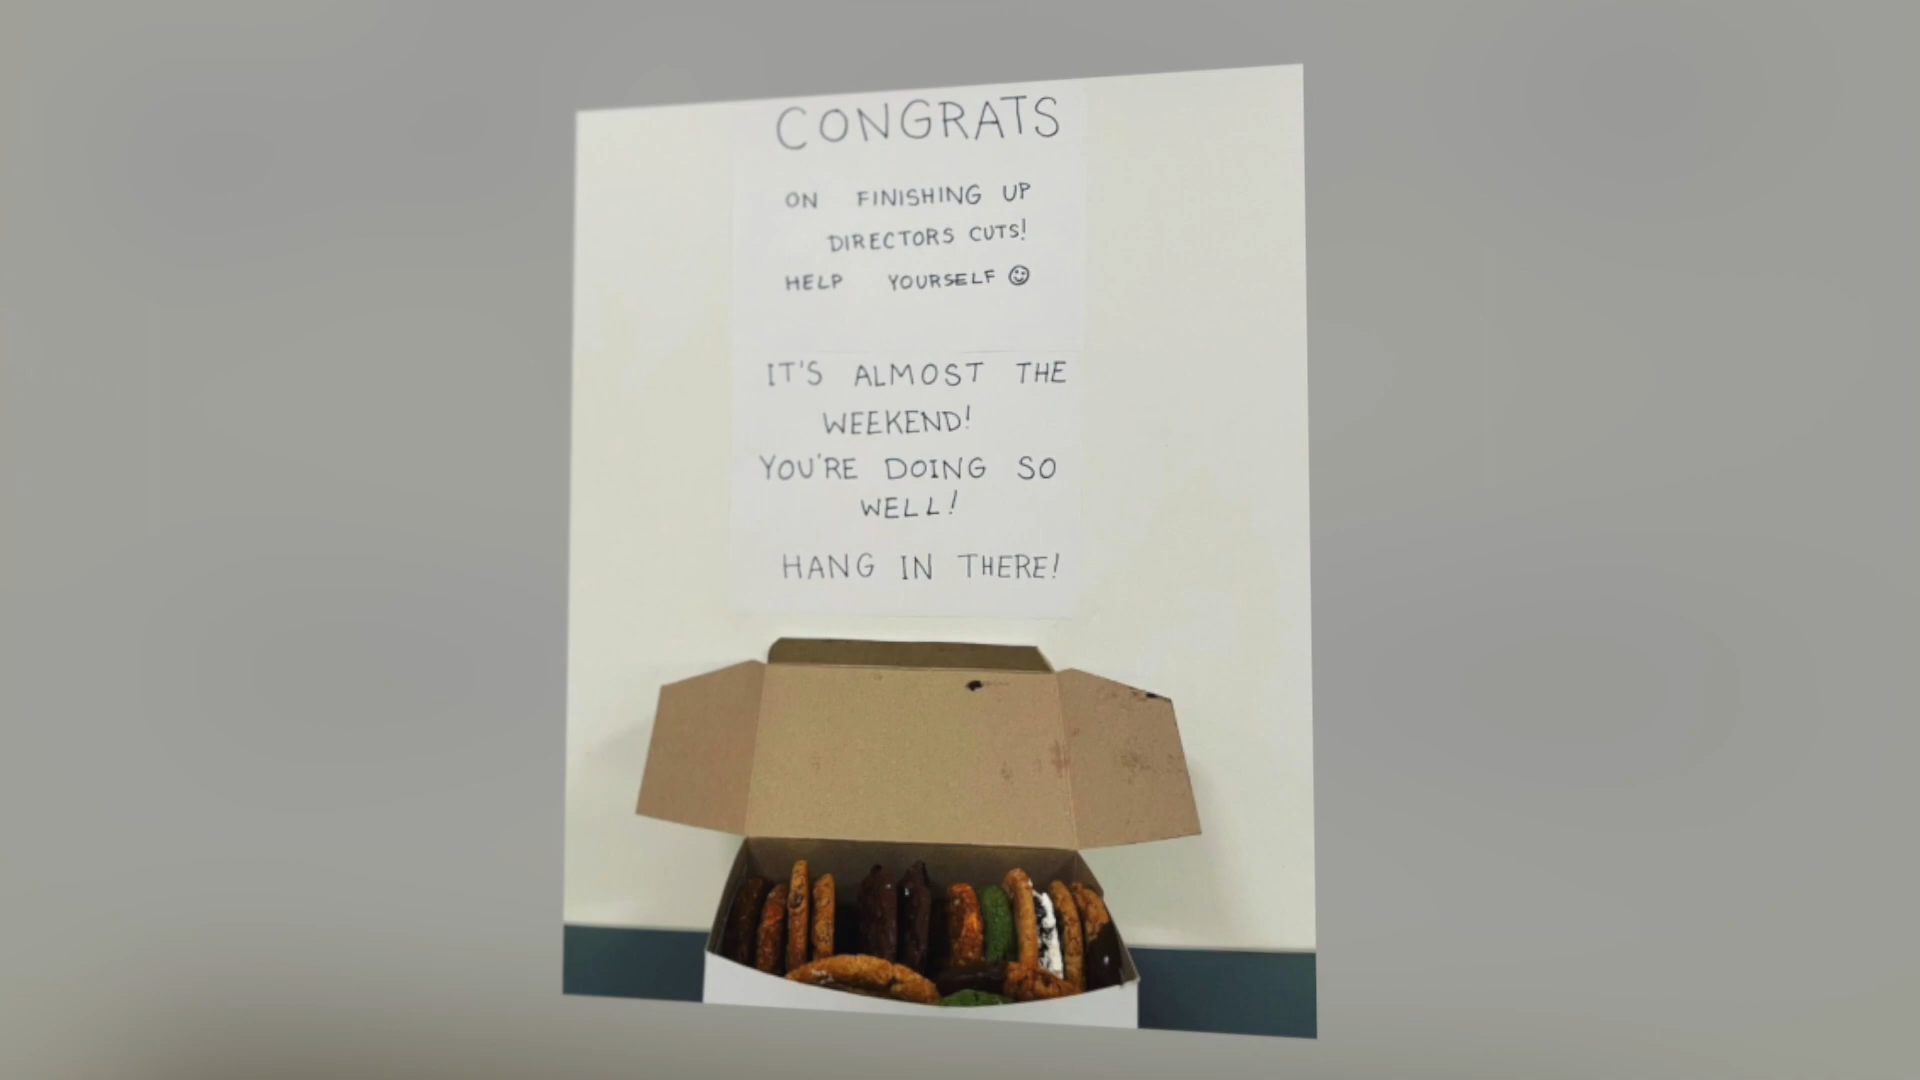 CONGRATS
ON FINISHING UP
DIRECTORS CUTS!
HELP YOURSELF ☺
IT'S ALMOST THE
WEEKEND!
YOU'RE DOING SO
WELL!
HANG IN THERE!